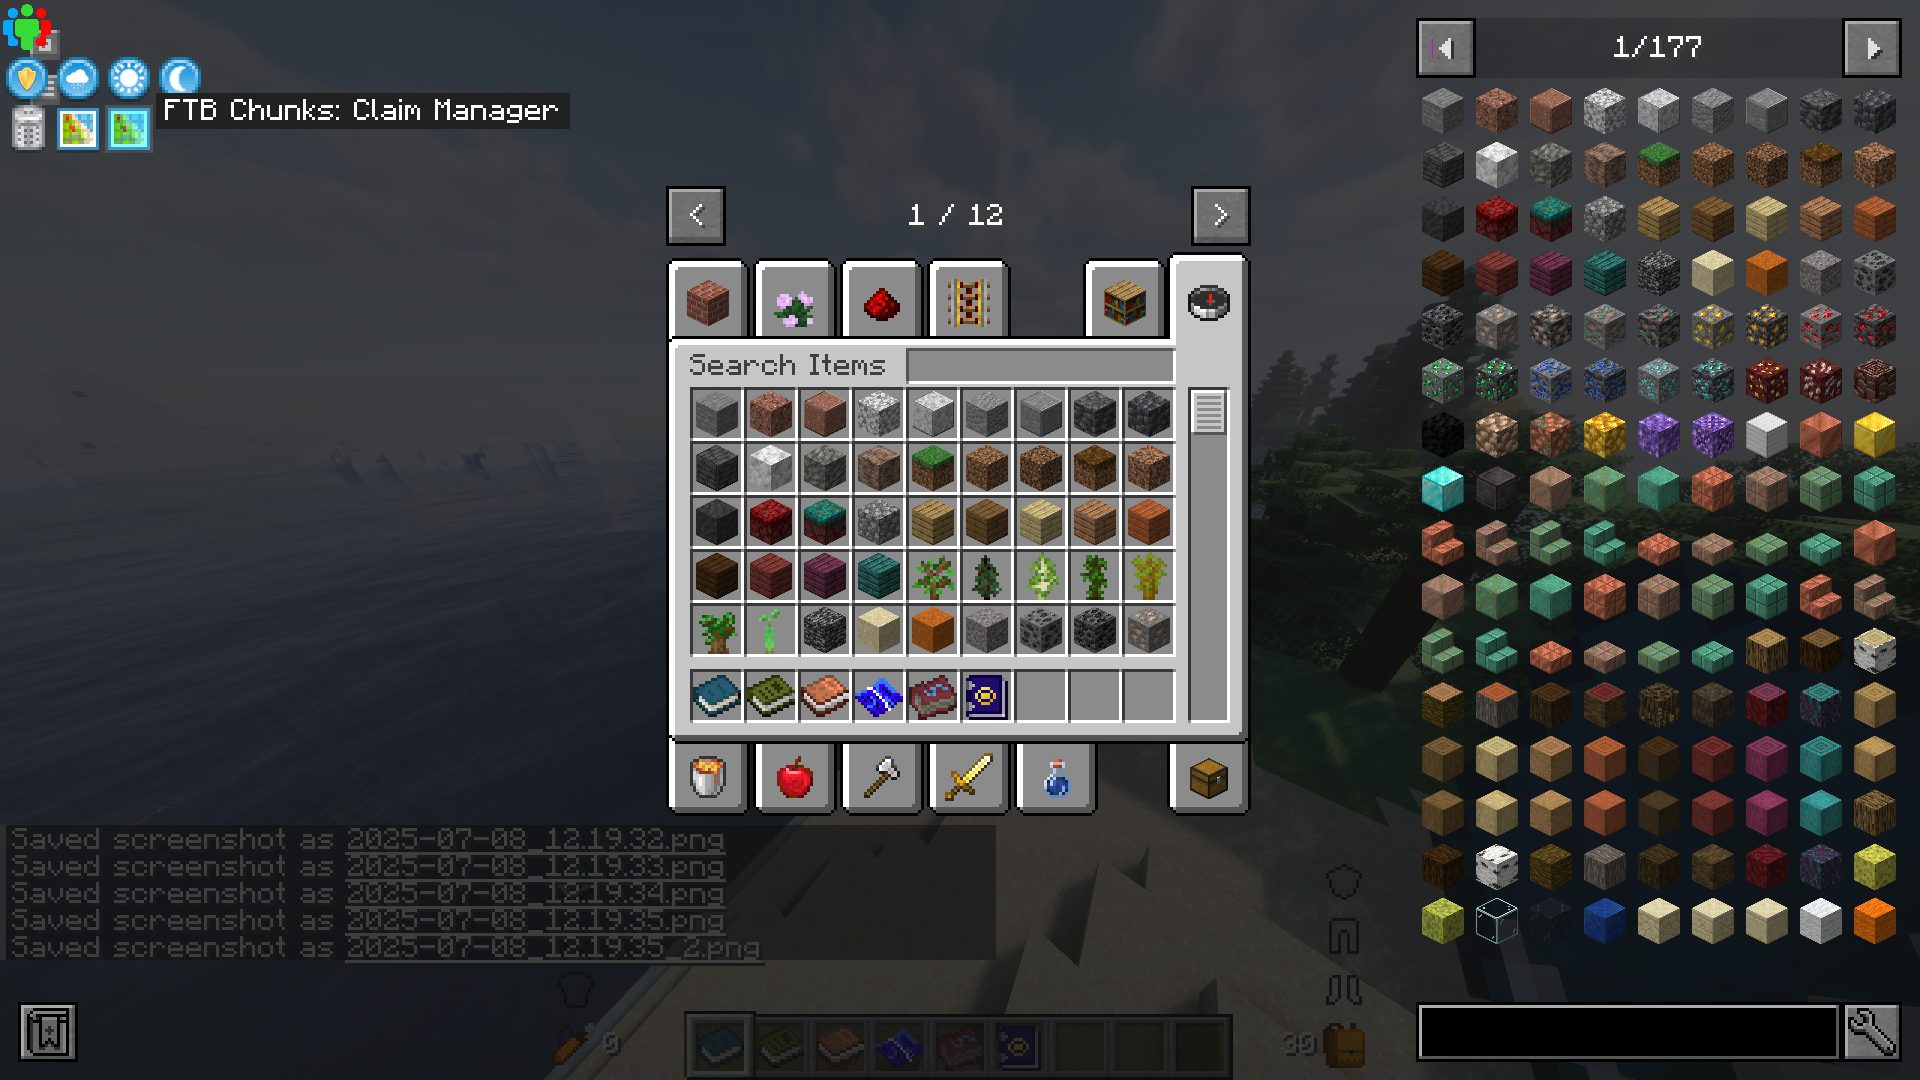 1/177
FTB Chunks: Claim Manager
<
1 / 12
>
Search Items
Saved screenshot as 2025-07-08_12.19.32.png
Saved screenshot as 2025-07-08_12.19.33.png
Saved screenshot as 2025-07-08_12.19.34.png
Saved screenshot as 2025-07-08_12.19.35.png
Saved screenshot as 2025-07-08_12.19.35_2.png
0
30